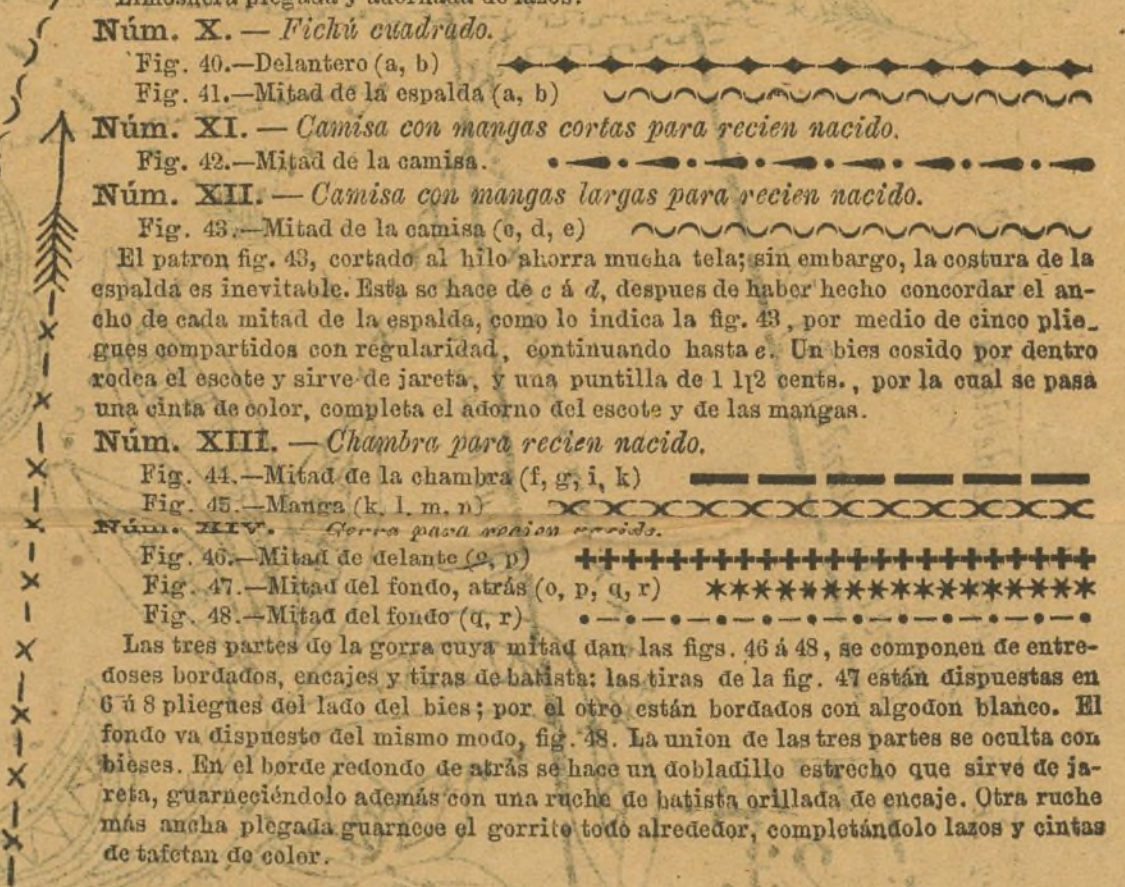 Limosnera plegada y adornada de lazos.
Núm. X. — Fichú cuadrado.
Fig. 40.—Delantero (a, b)
Fig. 41.—Mitad de la espalda (a, b)
Núm. XI. — Camisa con mangas cortas para recien nacido.
Fig. 42.—Mitad de la camisa.
Núm. XII. — Camisa con mangas largas para recien nacido.
Fig. 43.—Mitad de la camisa (c, d, e)
El patron fig. 43, cortado al hilo ahorra mucha tela; sin embargo, la costura de la
espalda es inevitable. Esta se hace de c á d, despues de haber hecho concordar el an-
cho de cada mitad de la espalda, como lo indica la fig. 43, por medio de cinco plie-
gues compartidos con regularidad, continuando hasta e. Un bies cosido por dentro
rodea el escote y sirve de jareta, y una puntilla de 1 1|2 cents., por la cual se pasa
una cinta de color, completa el adorno del escote y de las mangas.
Núm. XIII. — Chambra para recien nacido.
Fig. 44.—Mitad de la chambra (f, g, i, k)
Fig. 45.—Manga (k, l, m, n)
Núm. XIV. Gorra para recien
Fig. 46.—Mitad de delante (o, p)
Fig. 47.—Mitad del fondo, atrás (o, p, q, r)
Fig. 48.—Mitad del fondo (q, r)
Las tres partes de la gorra cuya mitad dan las figs. 46 á 48, se componen de entre-
doses bordados, encajes y tiras de batista: las tiras de la fig. 47 están dispuestas en
6 ú 8 pliegues del lado del bies; por el otro están bordados con algodon blanco. El
fondo va dispuesto del mismo modo, fig. 48. La union de las tres partes se oculta con
bieses. En el borde redondo de atrás se hace un dobladillo estrecho que sirve de ja-
reta, guarneciéndolo además con una ruche de batista orillada de encaje. Otra ruche
más ancha plegada guarnece el gorrito todo alrededor, completándolo lazos y cintas
de tafetan de color.